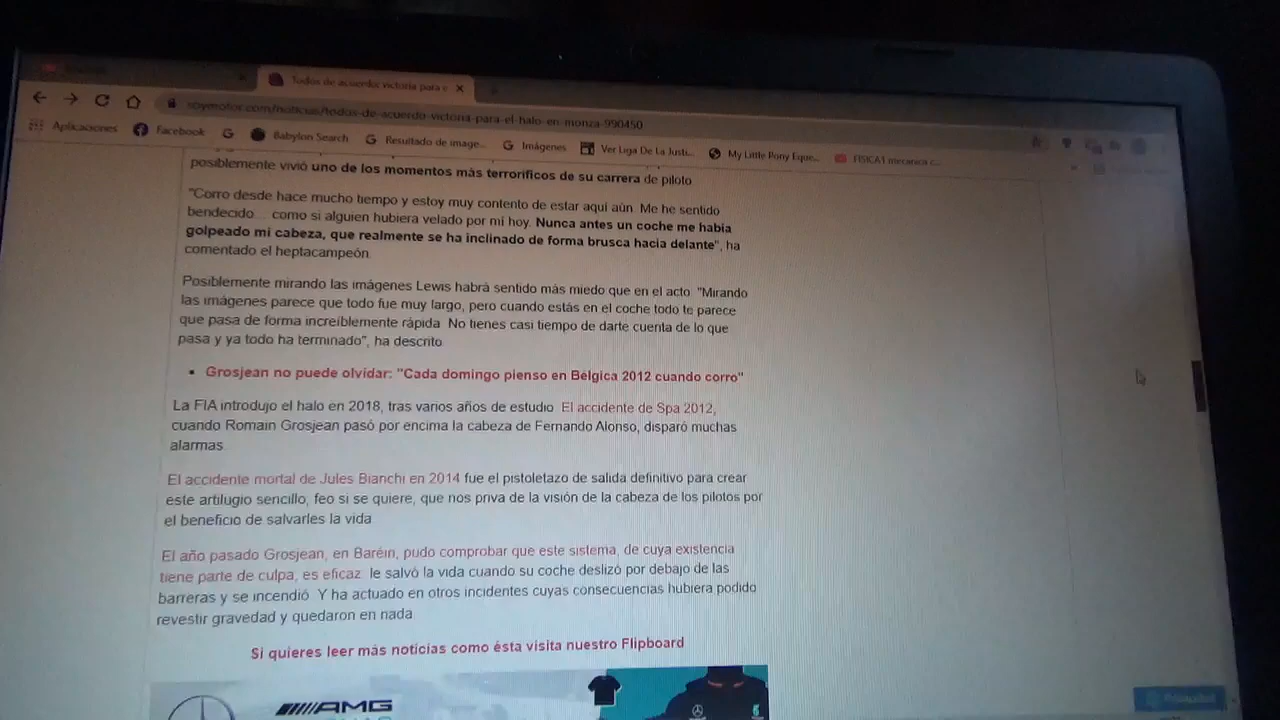 Todos de acuerdo: victoria para e
soymotor.com/noticias/todos-de-acuerdo-victoria-para-el-halo-en-monza-990450
Aplicaciones Facebook G Babylon Search Resultado de image... Imágenes Ver Liga De La Justi... My Little Pony Eque... FISICA1 mecanica c...
posiblemente vivió uno de los momentos más terroríficos de su carrera de piloto
"Corro desde hace mucho tiempo y estoy muy contento de estar aquí aún. Me he sentido
bendecido... como si alguien hubiera velado por mí hoy. Nunca antes un coche me había
golpeado mi cabeza, que realmente se ha inclinado de forma brusca hacia delante", ha
comentado el heptacampeón.
Posiblemente mirando las imágenes Lewis habrá sentido más miedo que en el acto. "Mirando
las imágenes parece que todo fue muy largo, pero cuando estás en el coche todo te parece
que pasa de forma increíblemente rápida. No tienes casi tiempo de darte cuenta de lo que
pasa y ya todo ha terminado", ha descrito.
• Grosjean no puede olvidar: "Cada domingo pienso en Bélgica 2012 cuando corro"
La FIA introdujo el halo en 2018, tras varios años de estudio. El accidente de Spa 2012,
cuando Romain Grosjean pasó por encima la cabeza de Fernando Alonso, disparó muchas
alarmas.
El accidente mortal de Jules Bianchi en 2014 fue el pistoletazo de salida definitivo para crear
este artilugio sencillo, feo si se quiere, que nos priva de la visión de la cabeza de los pilotos por
el beneficio de salvarles la vida.
El año pasado Grosjean, en Baréin, pudo comprobar que este sistema, de cuya existencia
tiene parte de culpa, es eficaz: le salvó la vida cuando su coche deslizó por debajo de las
barreras y se incendió. Y ha actuado en otros incidentes cuyas consecuencias hubiera podido
revestir gravedad y quedaron en nada.
Si quieres leer más noticias como ésta visita nuestro Flipboard
AMG
Privacidad